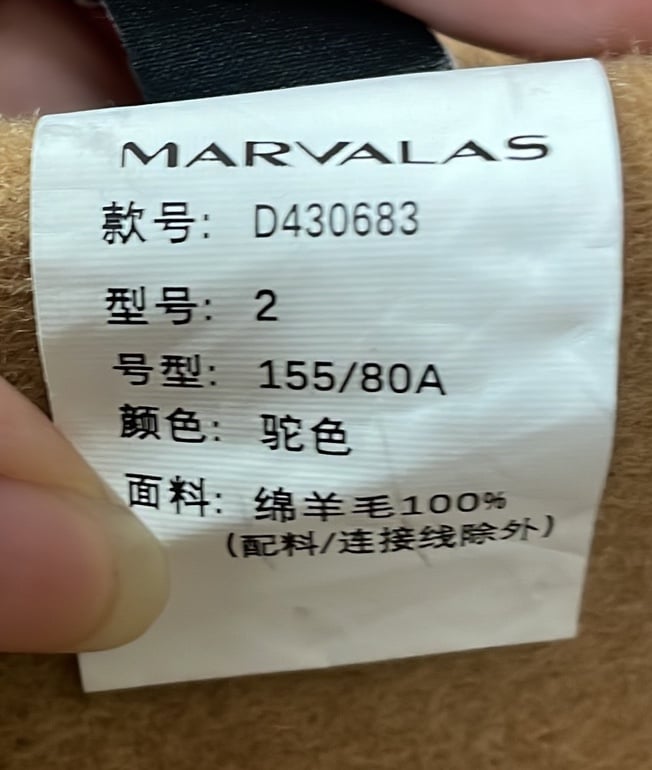 MARVALAS
款号: D430683
型号: 2
号型: 155/80A
颜色: 驼色
面料: 绵羊毛100%
(配料/连接线除外)